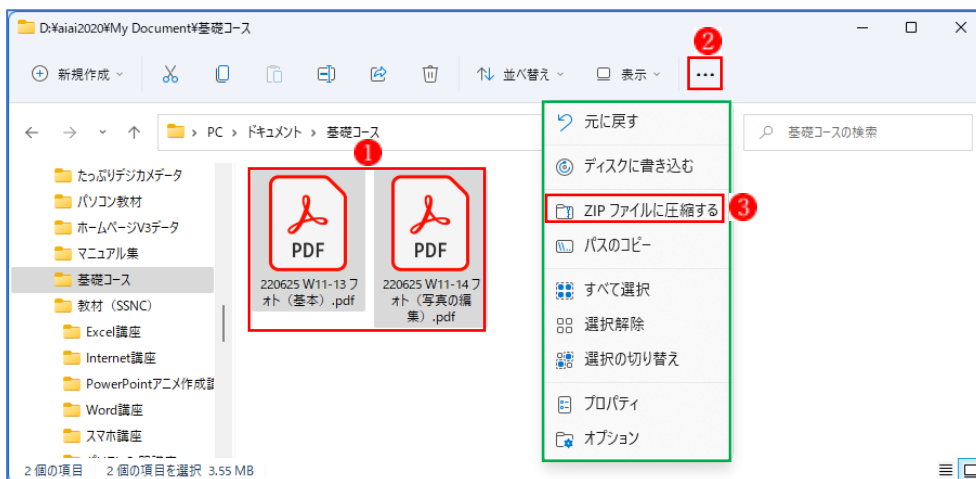 D:¥aiai2020¥My Document¥基礎コース
2
新規作成
並べ替え
表示
PC › ドキュメント › 基礎コース
基礎コースの検索
1
たっぷりデジカメデータ
パソコン教材
ホームページV3データ
マニュアル集
基礎コース
教材（SSNC）
Excel講座
Internet講座
PowerPointアニメ作成講
Word講座
スマホ講座
PDF
220625 W11-13 フ
ォト（基本）.pdf
PDF
220625 W11-14 フ
ォト（写真の編
集）.pdf
元に戻す
ディスクに書き込む
ZIP ファイルに圧縮する
3
パスのコピー
すべて選択
選択解除
選択の切り替え
プロパティ
オプション
2 個の項目
2 個の項目を選択 3.55 MB